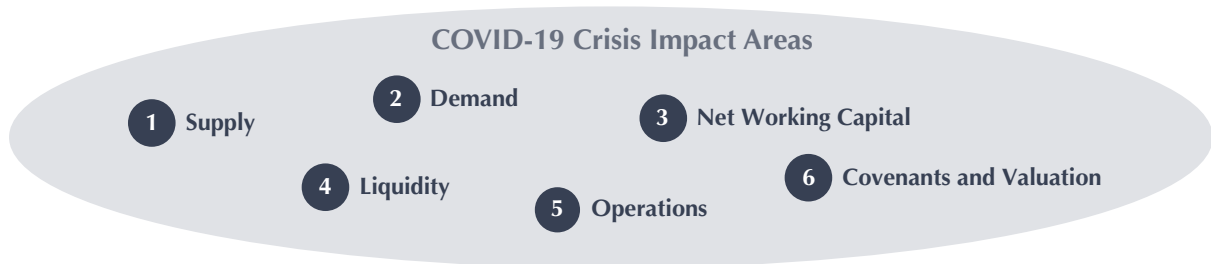 COVID-19 Crisis Impact Areas
1 Supply
2 Demand
3 Net Working Capital
4 Liquidity
5 Operations
6 Covenants and Valuation